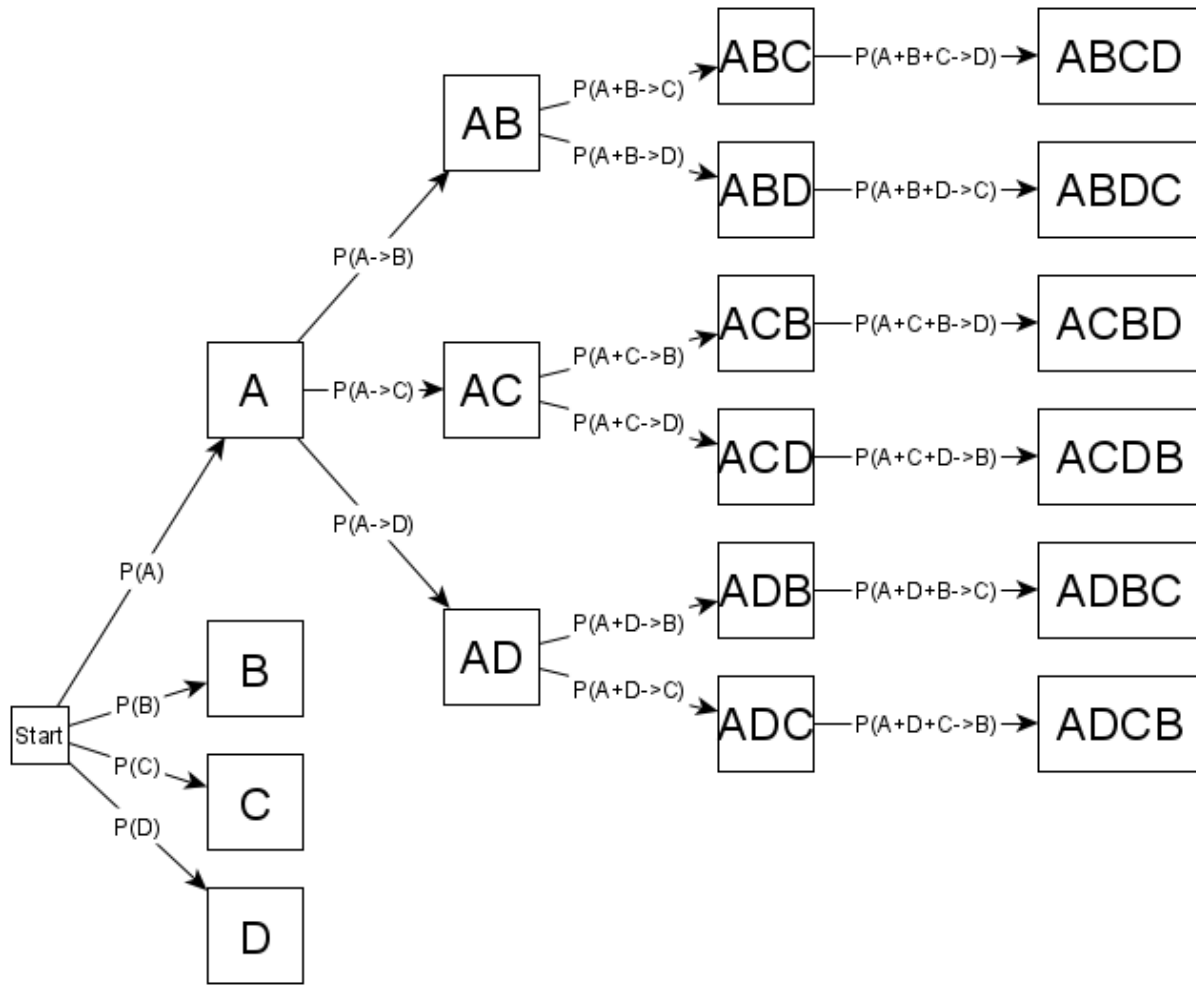 ABC
P(A+B+C->D)
ABCD
P(A+B->C)
AB
P(A+B->D)
ABD
P(A+B+D->C)
ABDC
P(A->B)
ACB
P(A+C+B->D)
ACBD
P(A+C->B)
A
P(A->C)
AC
P(A+C->D)
ACD
P(A+C+D->B)
ACDB
P(A->D)
P(A)
ADB
P(A+D+B->C)
ADBC
P(A+D->B)
AD
P(A+D->C)
ADC
P(A+D+C->B)
ADCB
B
P(B)
Start
P(C)
C
P(D)
D